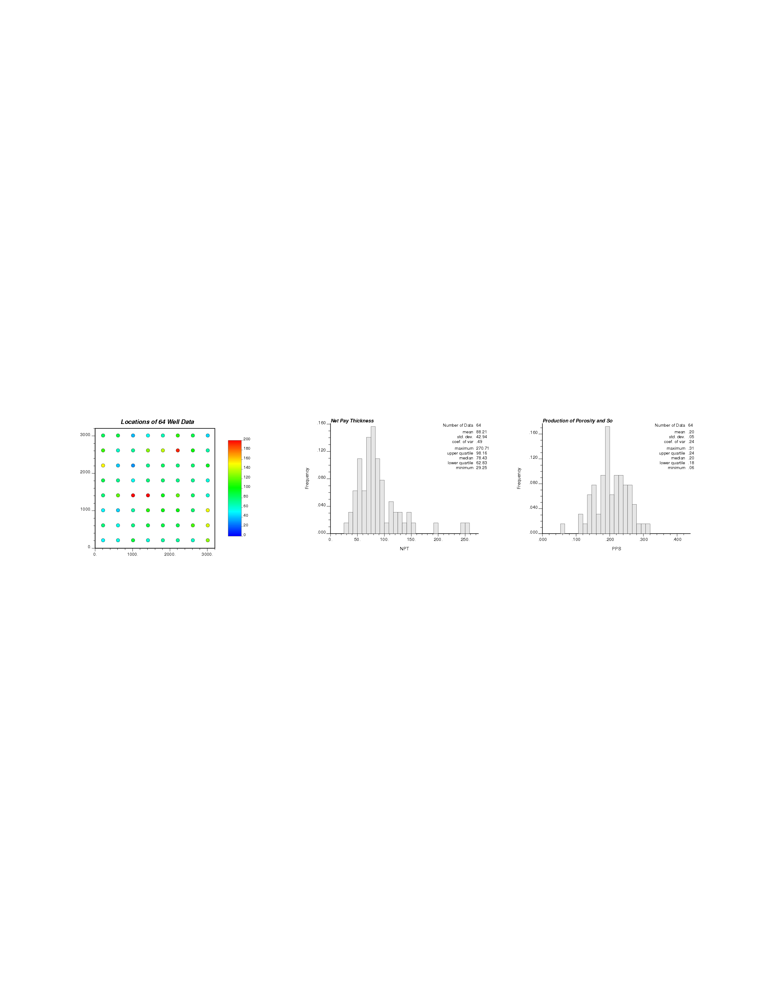 Locations of 64 Well Data
3000.
2000.
1000.
0.
0.
1000.
2000.
3000.
200
180
160
140
120
100
80
60
40
20
0
Net Pay Thickness
Frequency
.160
.120
.080
.040
.000
0.
50.
100.
150.
200.
250.
NPT
Number of Data 64
mean 88.21
std. dev. 42.94
coef. of var .49
maximum 270.71
upper quartile 98.16
median 78.43
lower quartile 62.83
minimum 29.25
Production of Porosity and So
Frequency
.160
.120
.080
.040
.000
.000
.100
.200
.300
.400
PPS
Number of Data 64
mean .20
std. dev. .05
coef. of var .24
maximum .31
upper quartile .24
median .20
lower quartile .18
minimum .06